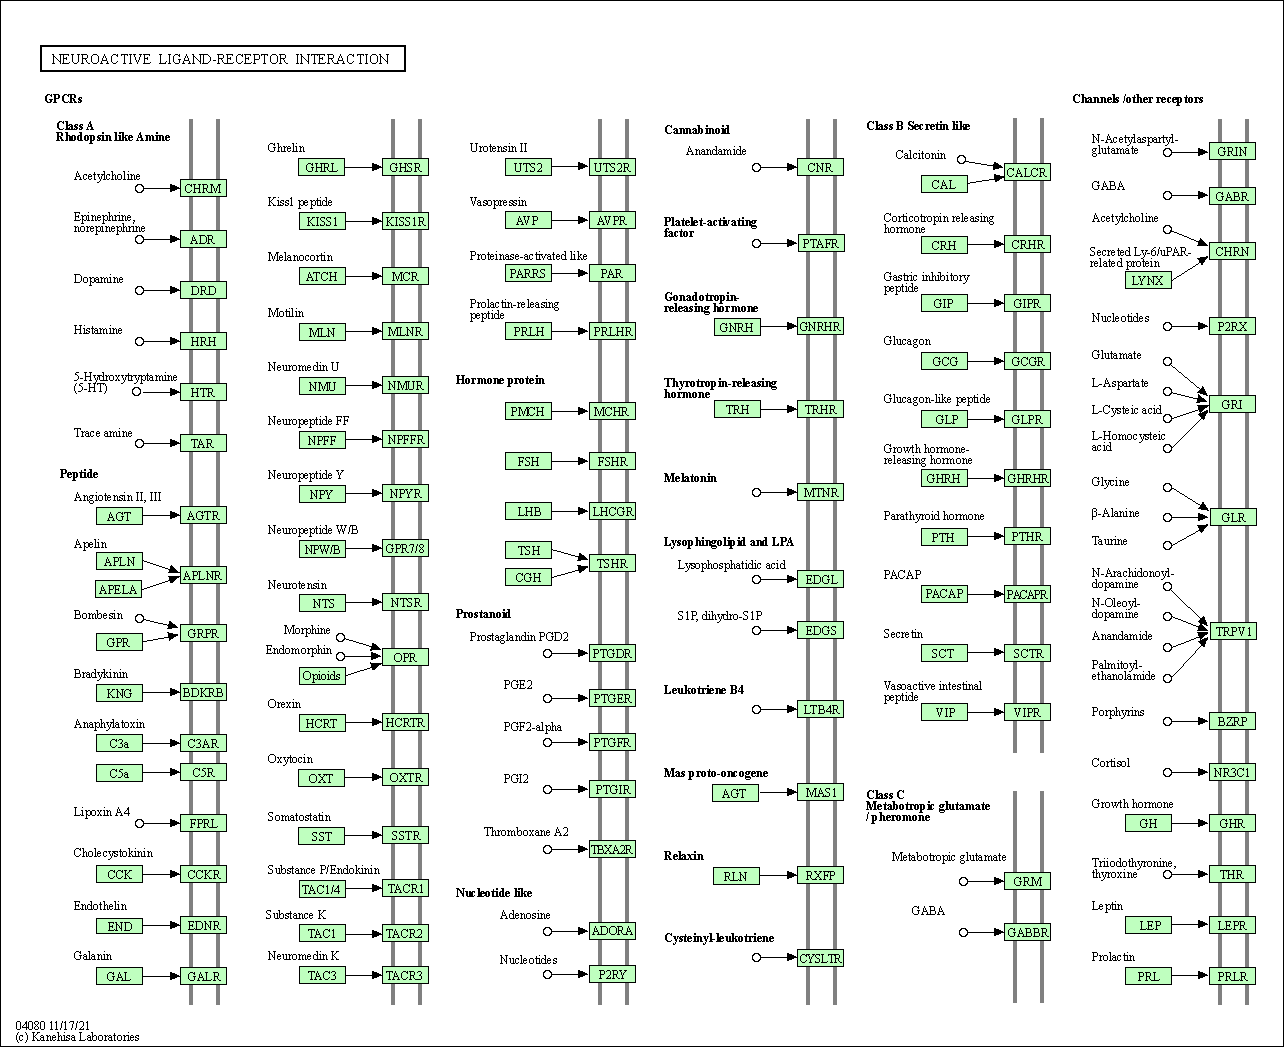 NEUROACTIVE LIGAND-RECEPTOR INTERACTION
GPCRs
Class A
Rhodopsin like Amine
Acetylcholine
CHRM
Epinephrine,
norepinephrine
ADR
Dopamine
DRD
Histamine
HRH
5-Hydroxytryptamine
(5-HT)
HTR
Trace amine
TAR
Peptide
Angiotensin II, III
AGT
AGTR
Apelin
APLN
APELA
APLNR
Bombesin
GPR
GRPR
Bradykinin
KNG
BDKRB
Anaphylatoxin
C3a
C3AR
C5a
C5R
Lipoxin A4
FPRL
Cholecystokinin
CCK
CCKR
Endothelin
END
EDNR
Galanin
GAL
GALR
Ghrelin
GHRL
GHSR
Kiss1 peptide
KISS1
KISS1R
Melanocortin
ATCH
MCR
Motilin
MLN
MLNR
Neuromedin U
NMU
NMUR
Neuropeptide FF
NPFF
NPFFR
Neuropeptide Y
NPY
NPYR
Neuropeptide W/B
NPW/B
GPR7/8
Neurotensin
NTS
NTSR
Morphine
Endomorphin
Opioids
OPR
Orexin
HCRT
HCRTR
Oxytocin
OXT
OXTR
Somatostatin
SST
SSTR
Substance P/Endokinin
TAC1/4
TACR1
Substance K
TAC1
TACR2
Neuromedin K
TAC3
TACR3
Urotensin II
UTS2
UTS2R
Vasopressin
AVP
AVPR
Proteinase-activated like
PARRS
PAR
Prolactin-releasing
peptide
PRLH
PRLHR
Hormone protein
PMCH
MCHR
FSH
FSHR
LHB
LHCGR
TSH
CGH
TSHR
Prostanoid
Prostaglandin PGD2
PTGDR
PGE2
PTGER
PGF2-alpha
PTGFR
PGI2
PTGIR
Thromboxane A2
TBXA2R
Nucleotide like
Adenosine
ADORA
Nucleotides
P2RY
Cannabinoid
Anandamide
CNR
Platelet-activating
factor
PTAFR
Gonadotropin-
releasing hormone
GNRH
GNRHR
Thyrotropin-releasing
hormone
TRH
TRHR
Melatonin
MTNR
Lysophingolipid and LPA
Lysophosphatidic acid
EDGL
S1P, dihydro-S1P
EDGS
Leukotriene B4
LTB4R
Mas proto-oncogene
AGT
MAS1
Relaxin
RLN
RXFP
Cysteinyl-leukotriene
CYSLTR
Class B Secretin like
Calcitonin
CAL
CALCR
Corticotropin releasing
hormone
CRH
CRHR
Gastric inhibitory
peptide
GIP
GIPR
Glucagon
GCG
GCGR
Glucagon-like peptide
GLP
GLPR
Growth hormone-
releasing hormone
GHRH
GHRHR
Parathyroid hormone
PTH
PTHR
PACAP
PACAP
PACAPR
Secretin
SCT
SCTR
Vasoactive intestinal
peptide
VIP
VIPR
Class C
Metabotropic glutamate
/ pheromone
Metabotropic glutamate
GRM
GABA
GABBR
Channels /other receptors
N-Acetylaspartyl-
glutamate
GRIN
GABA
GABR
Acetylcholine
CHRN
Secreted Ly-6/uPAR-
related protein
LYNX
Nucleotides
P2RX
Glutamate
L-Aspartate
L-Cysteic acid
L-Homocysteic
acid
GRI
Glycine
β-Alanine
Taurine
GLR
N-Arachidonoyl-
dopamine
N-Oleoyl-
dopamine
Anandamide
Palmitoyl-
ethanolamide
TRPV1
Porphyrins
BZRP
Cortisol
NR3C1
Growth hormone
GH
GHR
Triiodothyronine,
thyroxine
THR
Leptin
LEP
LEPR
Prolactin
PRL
PRLR
04080 11/17/21
(c) Kanehisa Laboratories